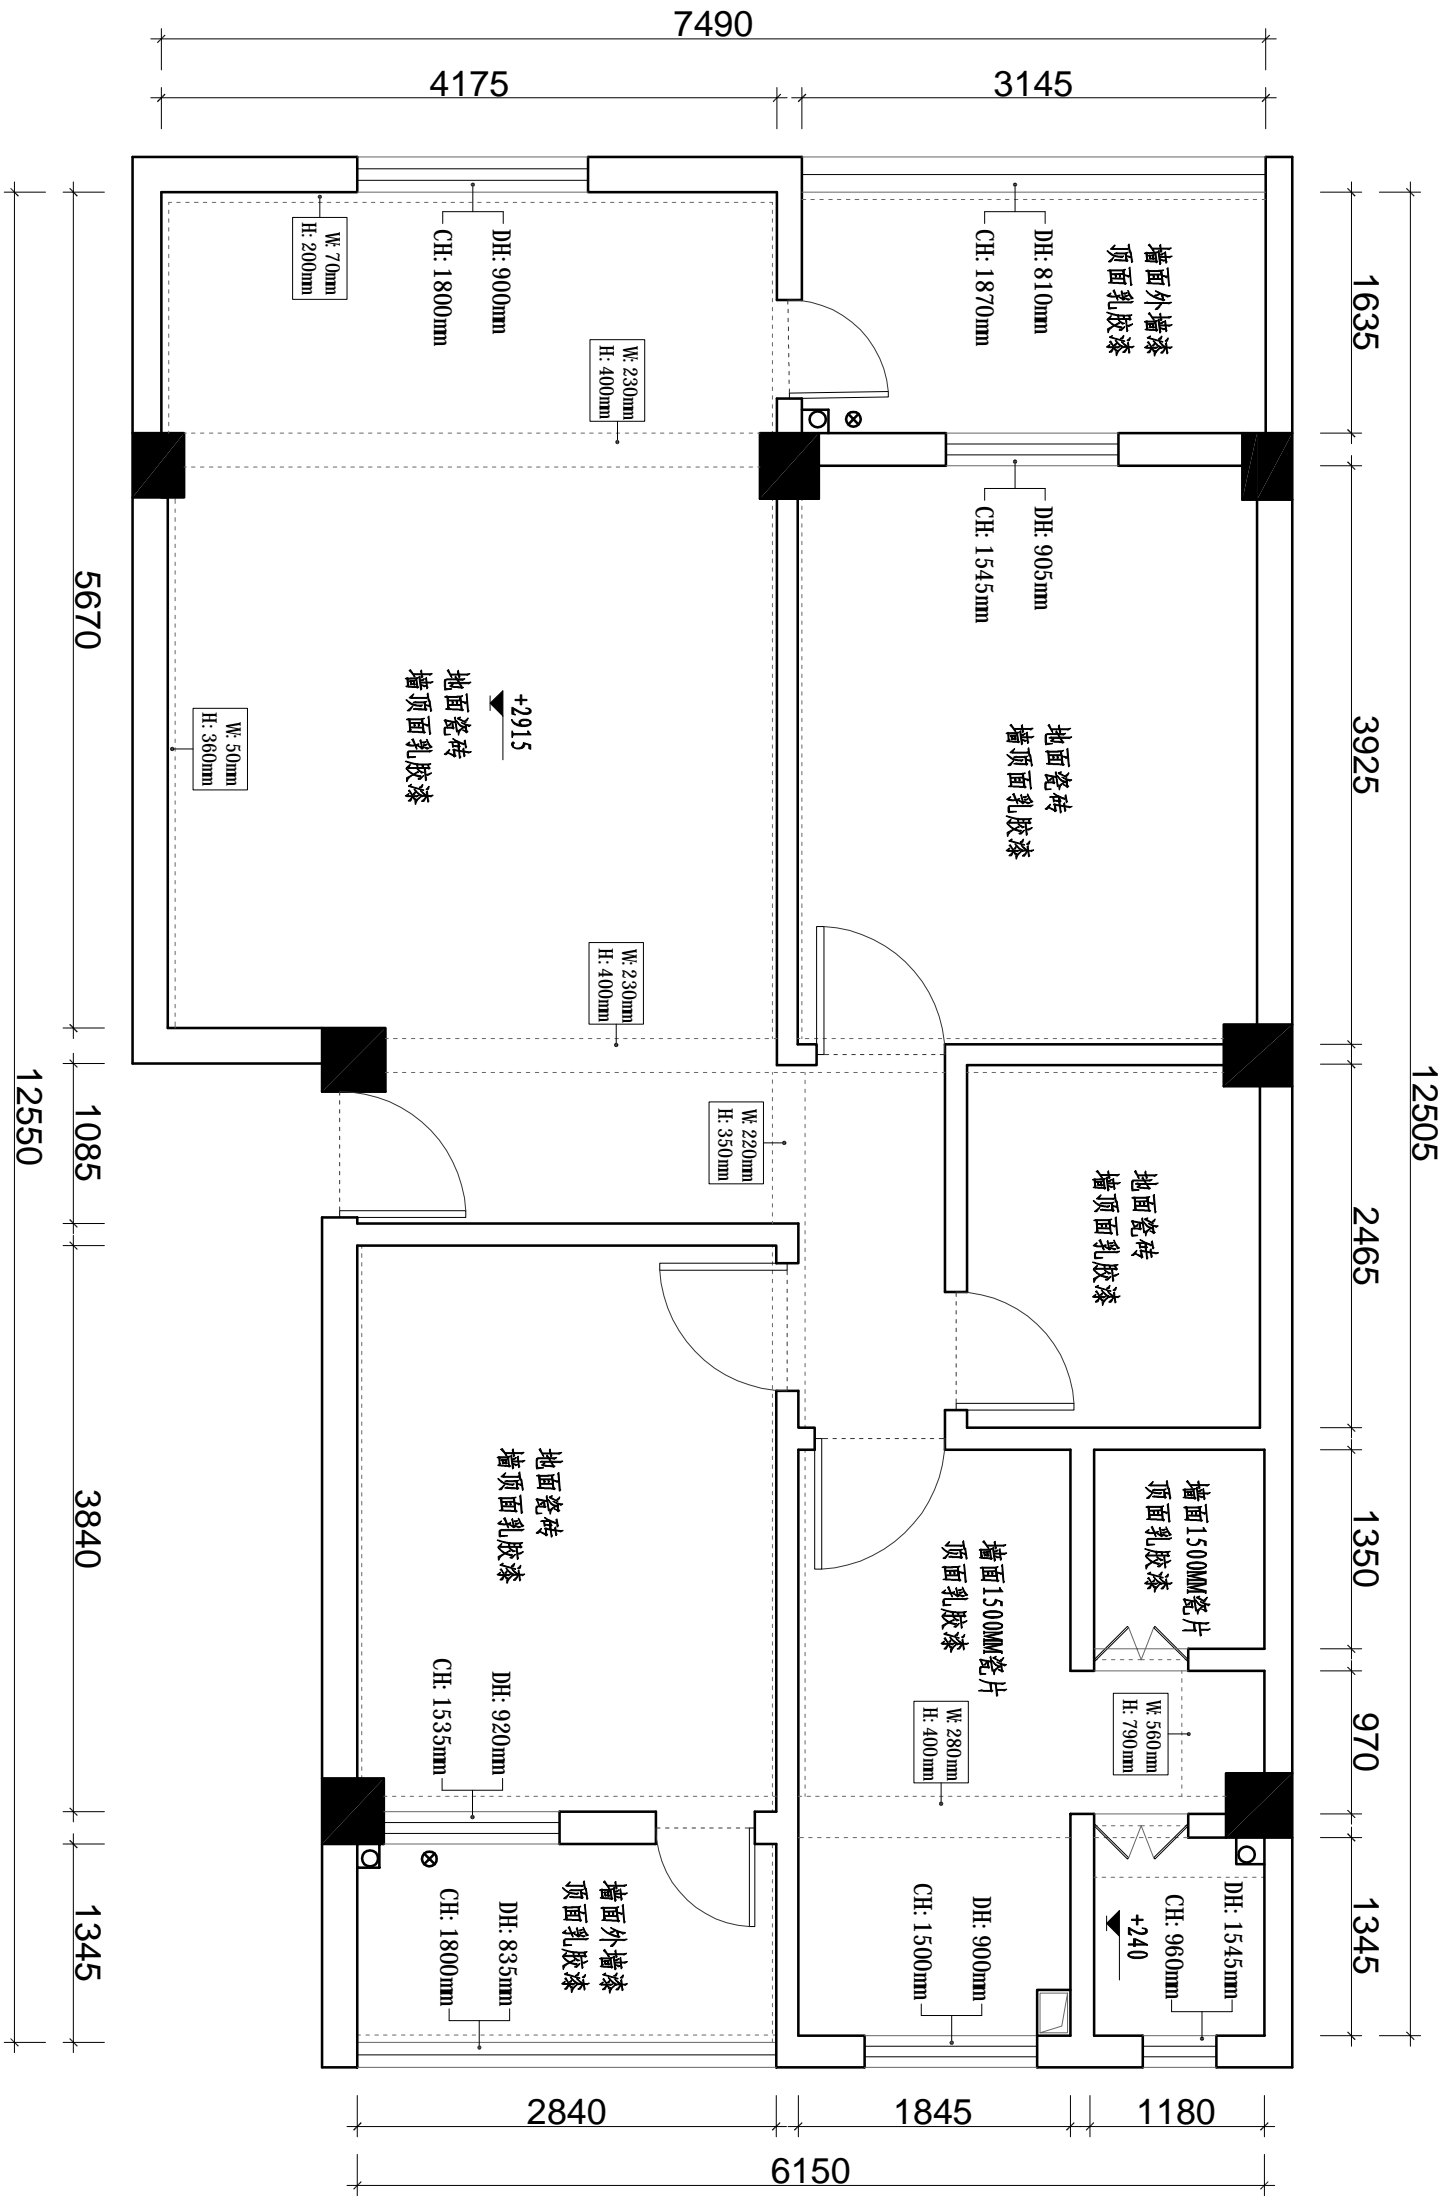 7490
4175
3145
12505
1635
3925
2465
1350
970
1345
12550
5670
1085
3840
1345
2840
1845
1180
6150
DH: 900mm
CH: 1800mm
W: 70mm
H: 200mm
W: 230mm
H: 400mm
DH: 810mm
CH: 1870mm
墙面外墙漆
顶面乳胶漆
DH: 905mm
CH: 1545mm
+2915
地面瓷砖
墙顶面乳胶漆
W: 50mm
H: 360mm
地面瓷砖
墙顶面乳胶漆
W: 230mm
H: 400mm
W: 220mm
H: 350mm
地面瓷砖
墙顶面乳胶漆
地面瓷砖
墙顶面乳胶漆
墙面1500MM瓷片
顶面乳胶漆
墙面1500MM瓷片
顶面乳胶漆
W: 280mm
H: 400mm
W: 560mm
H: 790mm
DH: 920mm
CH: 1535mm
墙面外墙漆
顶面乳胶漆
DH: 835mm
CH: 1800mm
DH: 900mm
CH: 1500mm
DH: 1545mm
CH: 960mm
+240